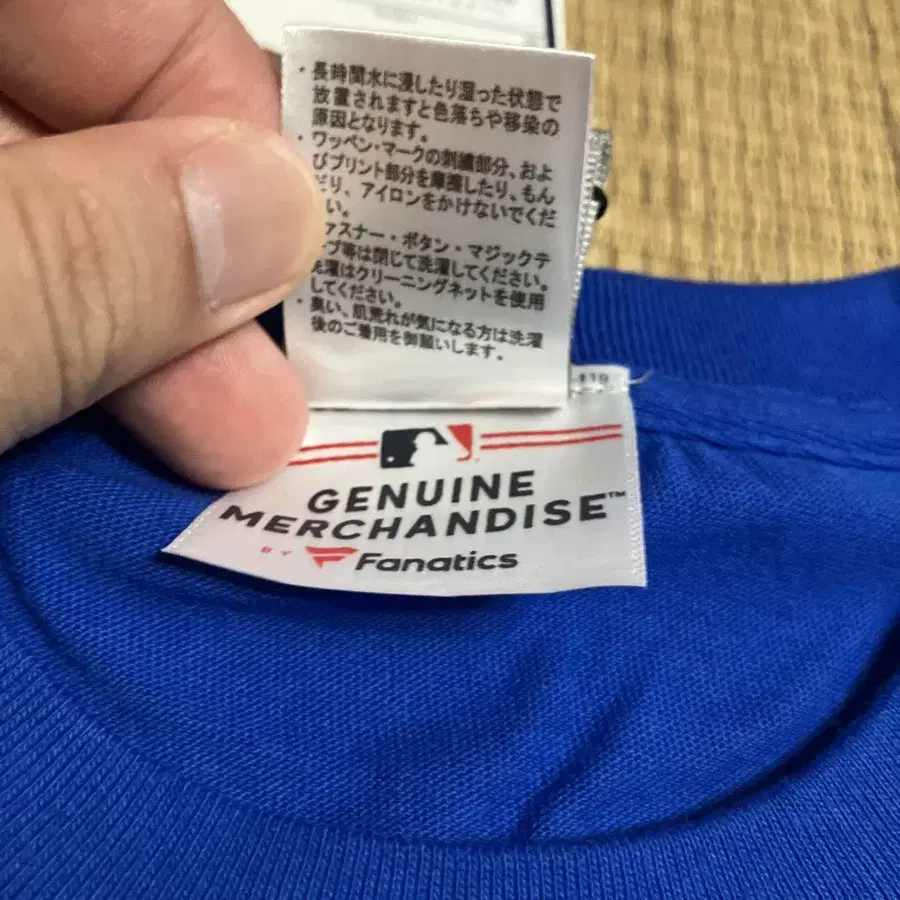 ・長時間水に浸したり湿った状態で
放置されますと色落ちや移染の
原因となります。
・ワッペン・マークの刺繍部分、およ
びプリント部分を摩擦したり、もん
だり、アイロンをかけないでくだ
い。
ァスナー・ボタン・マジックテ
プ等は閉じて洗濯してください。
洗濯はクリーニングネットを使用
してください。
・臭い、肌荒れが気になる方は洗濯
後のご着用を御願いします。
110
GENUINE
MERCHANDISE™
BY Fanatics